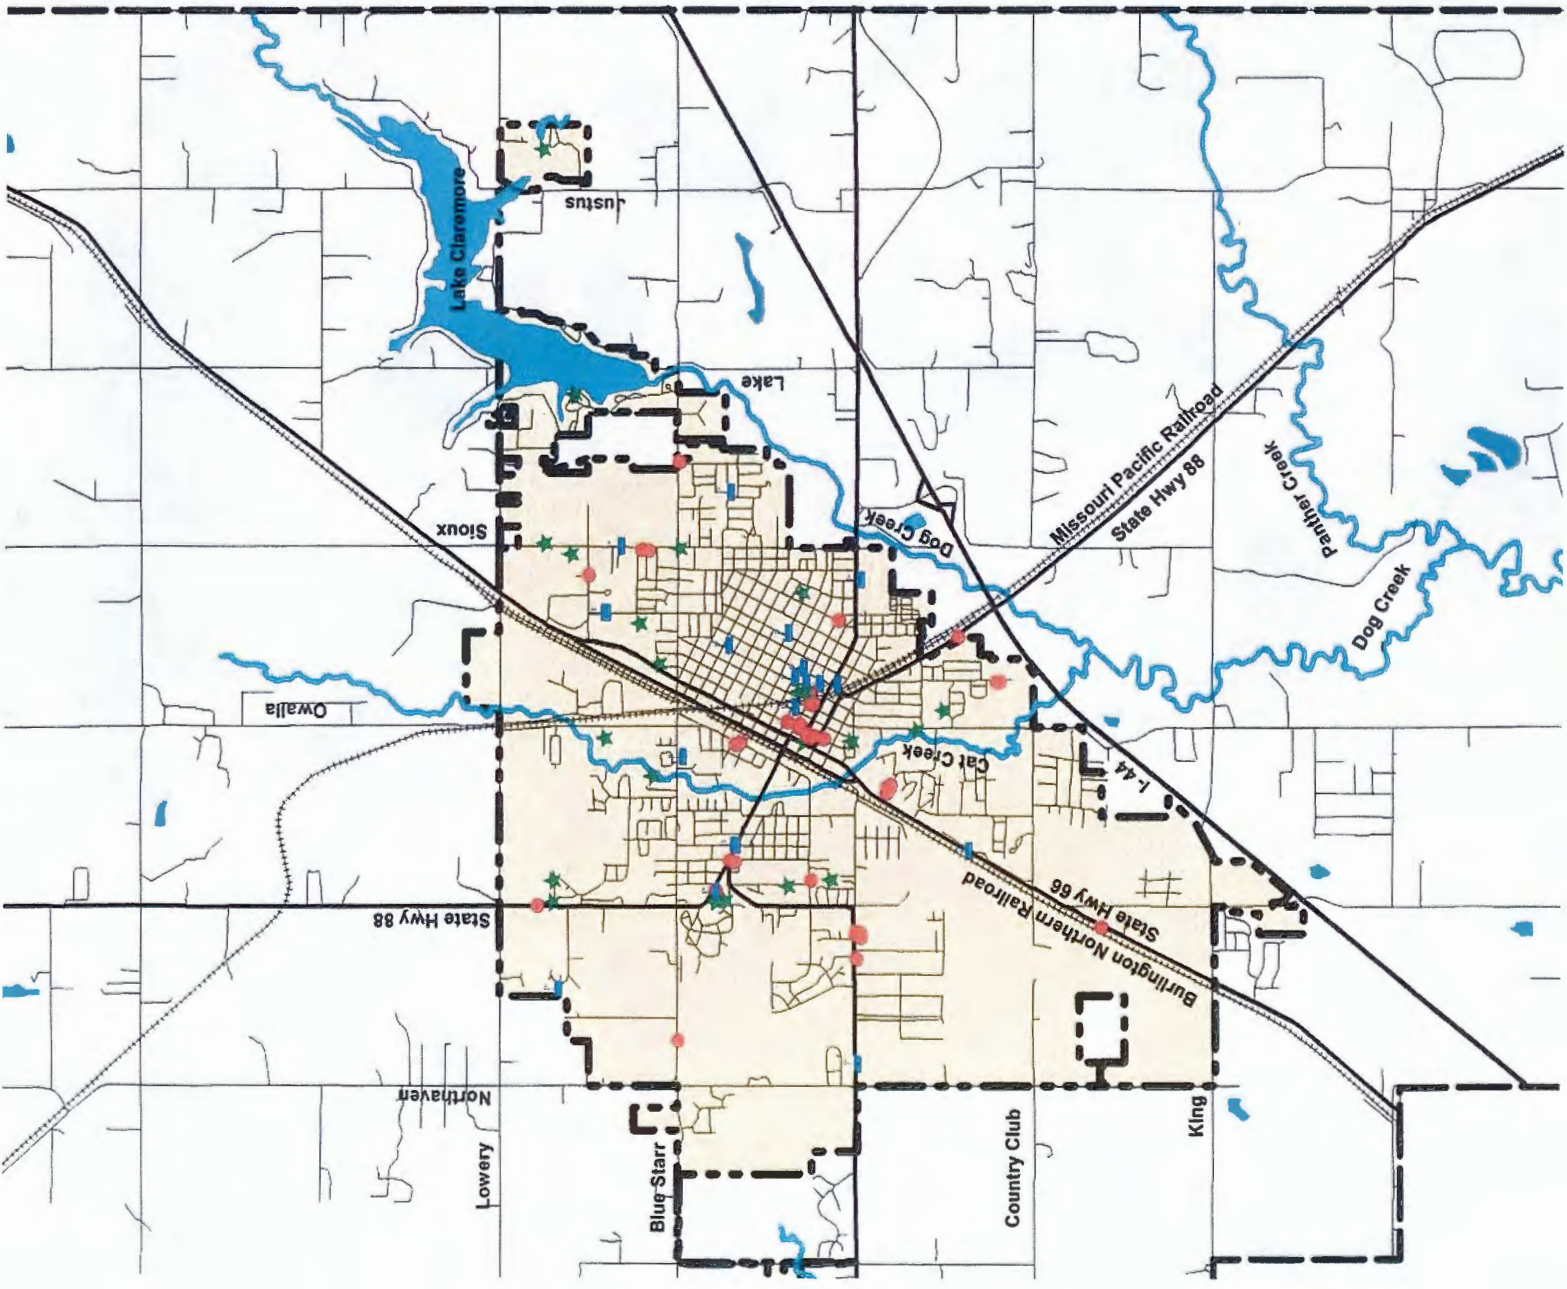 Lake Claremore
Justus
Lake
Missouri Pacific Railroad
State Hwy 88
Panther Creek
Dog Creek
Sioux
Dog Creek
Owalla
Cat Creek
I-44
State Hwy 88
State Hwy 66
Burlington Northern Railroad
Northaven
Lowery
Blue Starr
Country Club
King